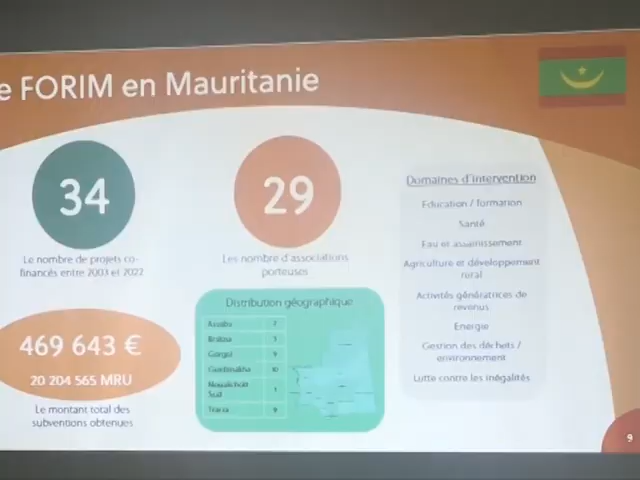 e FORIM en Mauritanie
34
Le nombre de projets co-
financés entre 2003 et 2022
29
Les nombre d'associations
porteuses
469 643 €
20 204 565 MRU
Le montant total des
subventions obtenues
Distribution géographique
Assaba
Brakna
Gorgol 9
Guidimakha 10
Nouakchott
Sud
Trarza 9
Domaines d'intervention
Education / formation
Santé
Eau et assainissement
Agriculture et développement
rural
Activités génératrices de
revenus
Energie
Gestion des déchets /
environnement
Lutte contre les inégalités
9